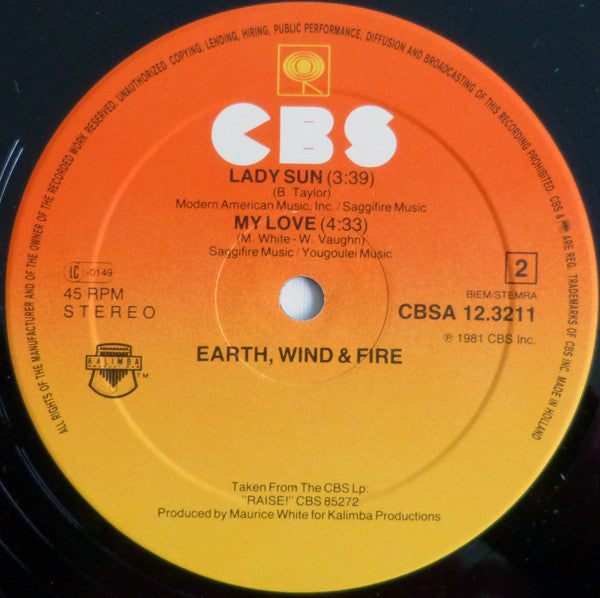 ALL RIGHTS OF THE MANUFACTURER AND OF THE OWNER OF THE RECORDED WORK RESERVED. UNAUTHORIZED COPYING, LENDING, HIRING, PUBLIC PERFORMANCE, DIFFUSION AND BROADCASTING OF THIS RECORDING PROHIBITED. CBS & ARE REG. TRADEMARKS OF CBS INC. MADE IN HOLLAND
CBS
LADY SUN (3:39)
(B. Taylor)
Modern American Music, Inc. / Saggifire Music
MY LOVE (4:33)
(M. White - W. Vaughn)
Saggifire Music / Yougoulei Music
LC -0149
2
45 RPM
STEREO
BIEM/STEMRA
CBSA 12.3211
℗ 1981 CBS Inc.
EARTH, WIND & FIRE
KALIMBA
TM
Taken From The CBS Lp:
"RAISE!" CBS 85272
Produced by Maurice White for Kalimba Productions